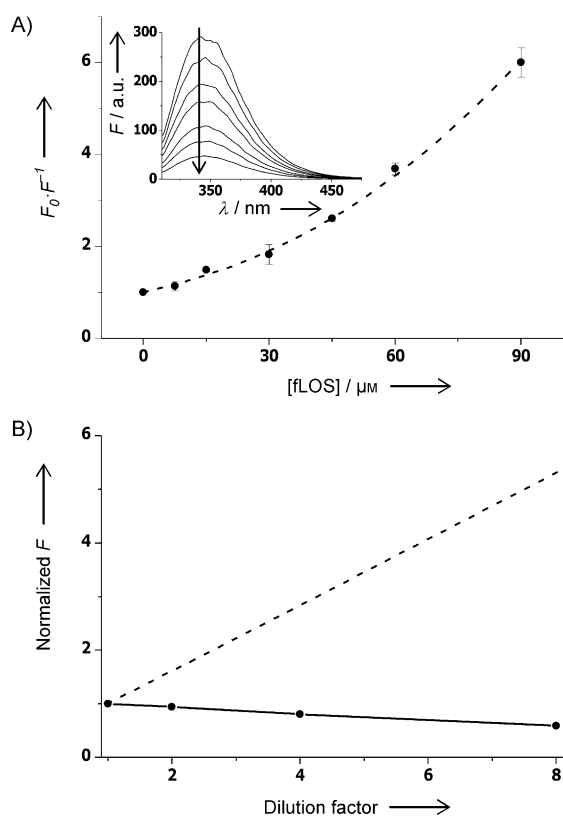 A)
F₀·F⁻¹
6
4
2
0
0 30 60 90
[fLOS] / µM
F / a.u.
300
200
100
0
350 400 450
λ / nm
B)
Normalized F
6
4
2
0
2 4 6 8
Dilution factor